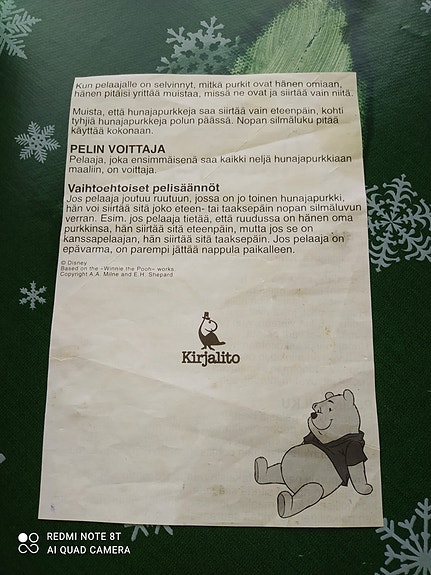 Kun pelaajalle on selvinnyt, mitkä purkit ovat hänen omiaan,
hänen pitäisi yrittää muistaa, missä ne ovat ja siirtää vain niitä.
Muista, että hunajapurkkeja saa siirtää vain eteenpäin, kohti
tyhjiä hunajapurkkeja polun päässä. Nopan silmäluku pitää
käyttää kokonaan.
PELIN VOITTAJA
Pelaaja, joka ensimmäisenä saa kaikki neljä hunajapurkkiaan
maaliin, on voittaja.
Vaihtoehtoiset pelisäännöt
Jos pelaaja joutuu ruutuun, jossa on jo toinen hunajapurkki,
hän voi siirtää sitä joko eteen- tai taaksepäin nopan silmäluvun
verran. Esim. jos pelaaja tietää, että ruudussa on hänen oma
purkkinsa, hän siirtää sitä eteenpäin, mutta jos se on
kanssapelaajan, hän siirtää sitä taaksepäin. Jos pelaaja on
epävarma, on parempi jättää nappula paikalleen.
© Disney
Based on the «Winnie the Pooh» works
Copyright A.A. Milne and E.H. Shepard
Kirjalito
REDMI NOTE 8T
AI QUAD CAMERA